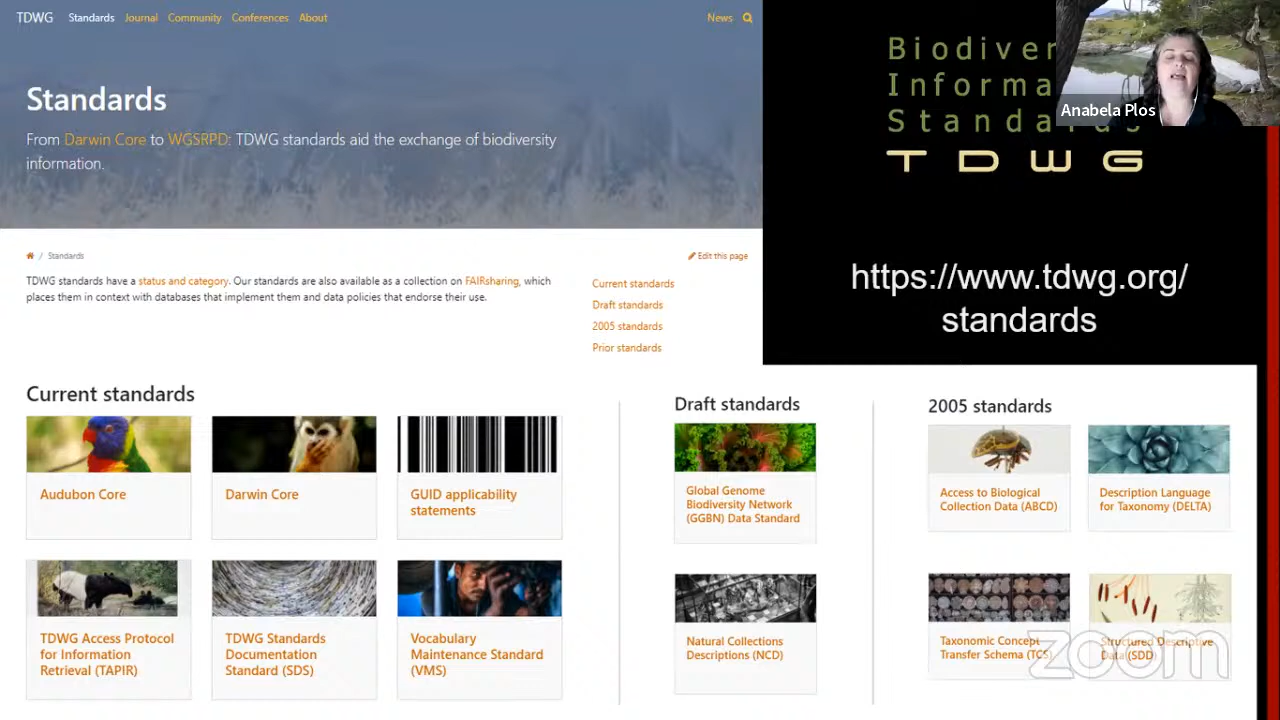 TDWG Standards Journal Community Conferences About News
Standards
From Darwin Core to WGSRPD: TDWG standards aid the exchange of biodiversity
information.
/ Standards
Edit this page
TDWG standards have a status and category. Our standards are also available as a collection on FAIRsharing, which
places them in context with databases that implement them and data policies that endorse their use.
Current standards
Draft standards
2005 standards
Prior standards
Biodiver
Informa
Standards
TDWG
Anabela Plos
https://www.tdwg.org/
standards
Current standards
Audubon Core
Darwin Core
GUID applicability
statements
TDWG Access Protocol
for Information
Retrieval (TAPIR)
TDWG Standards
Documentation
Standard (SDS)
Vocabulary
Maintenance Standard
(VMS)
Draft standards
Global Genome
Biodiversity Network
(GGBN) Data Standard
Natural Collections
Descriptions (NCD)
2005 standards
Access to Biological
Collection Data (ABCD)
Description Language
for Taxonomy (DELTA)
Taxonomic Concept
Transfer Schema (TCS)
Structured Descriptive
Data (SDD)
zoom